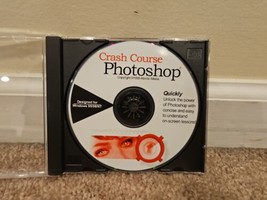 Crash Course
Photoshop
Designed for
Windows
Quickly
Unlock the power
of Photoshop with
concise and easy
to understand
on-screen lessons